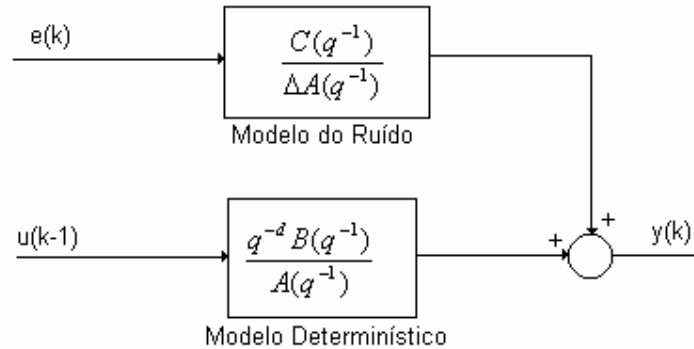 e(k)
C(q⁻¹)
ΔA(q⁻¹)
Modelo do Ruído
+
u(k-1)
q⁻ᵈ B(q⁻¹)
A(q⁻¹)
+
y(k)
Modelo Determinístico